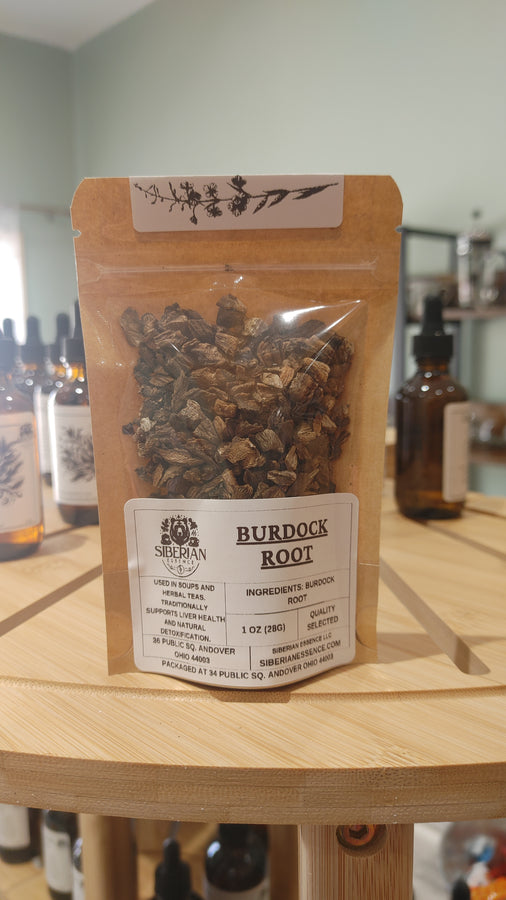 SIBERIAN
ESSENCE
BURDOCK
ROOT
USED IN SOUPS AND
HERBAL TEAS.
TRADITIONALLY
SUPPORTS LIVER HEALTH
AND NATURAL
DETOXIFICATION.
INGREDIENTS: BURDOCK
ROOT
1 OZ (28G)
QUALITY
SELECTED
36 PUBLIC SQ. ANDOVER
OHIO 44003
SIBERIAN ESSENCE LLC
SIBERIANESSENCE.COM
PACKAGED AT 34 PUBLIC SQ. ANDOVER OHIO 44003